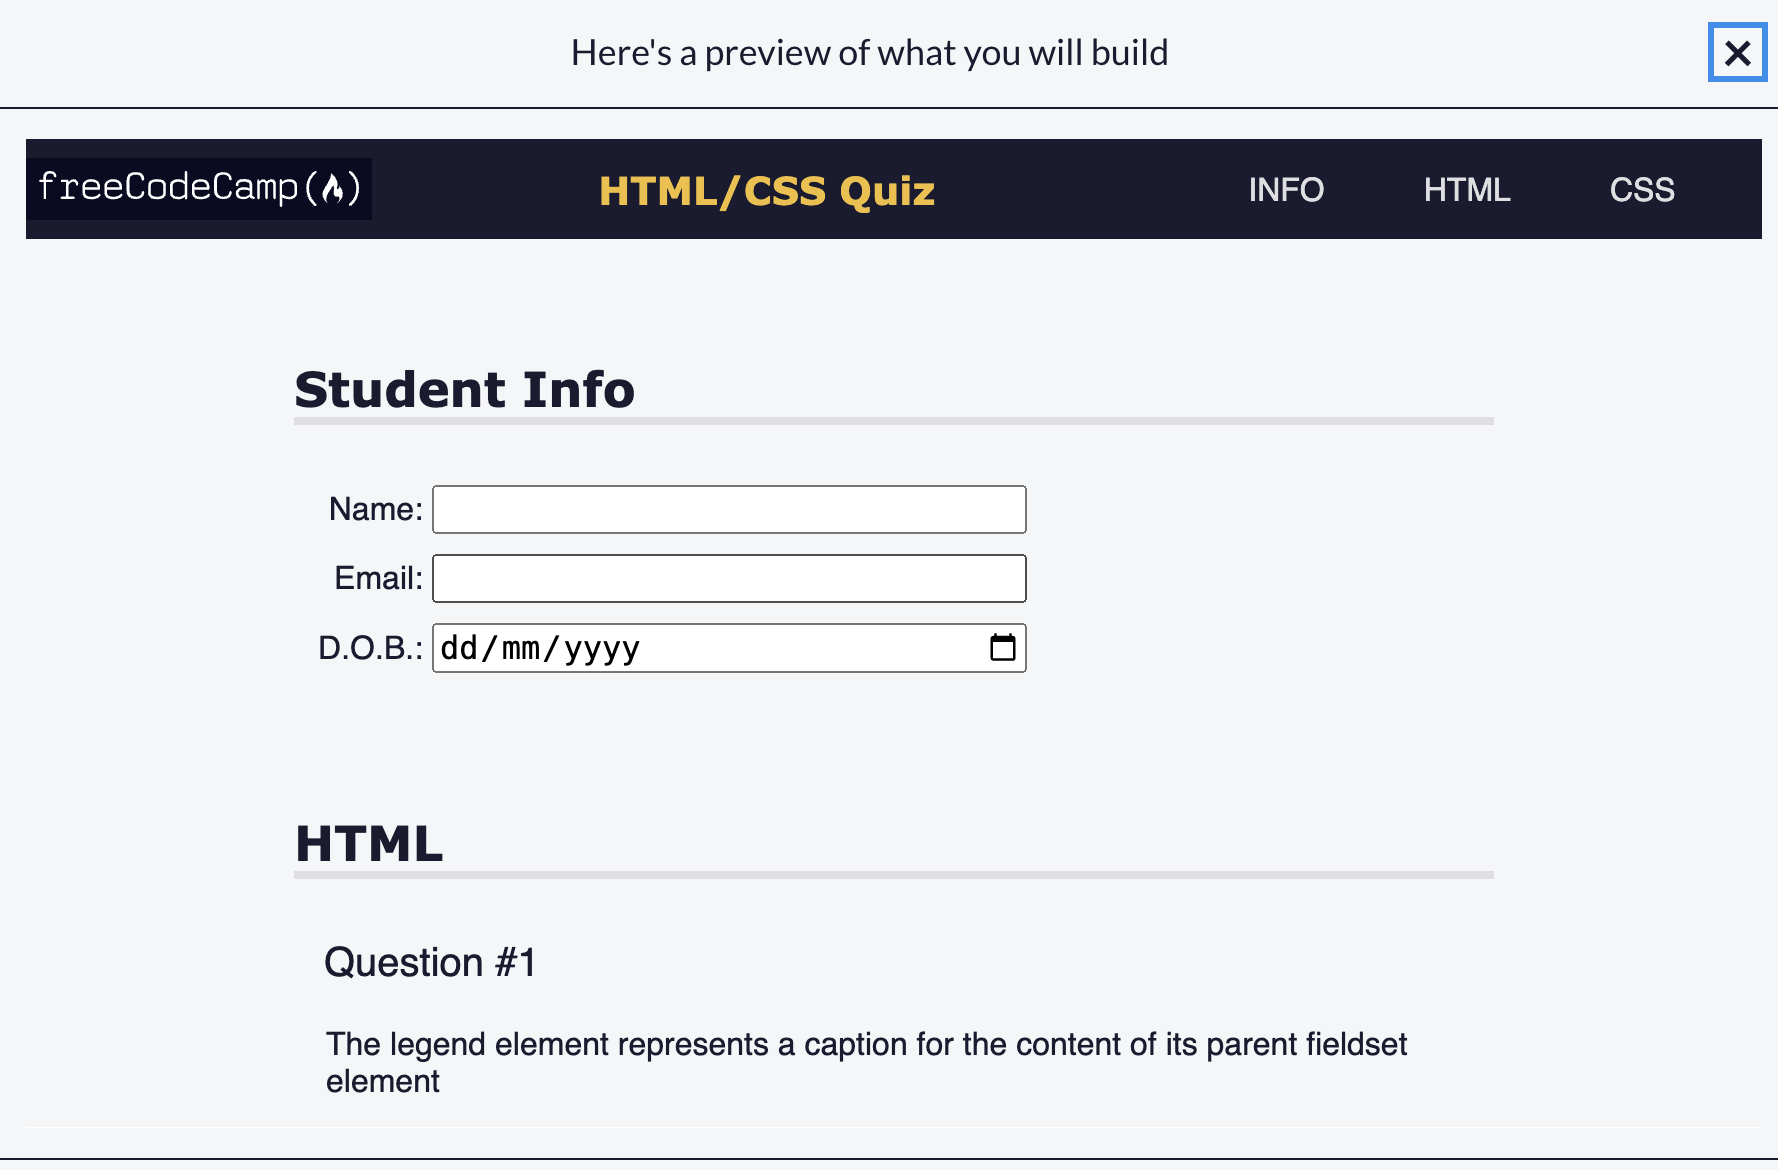 Here's a preview of what you will build
freeCodeCamp
HTML/CSS Quiz
INFO
HTML
CSS
Student Info
Name:
Email:
D.O.B.: dd/mm/yyyy
HTML
Question #1
The legend element represents a caption for the content of its parent fieldset
element